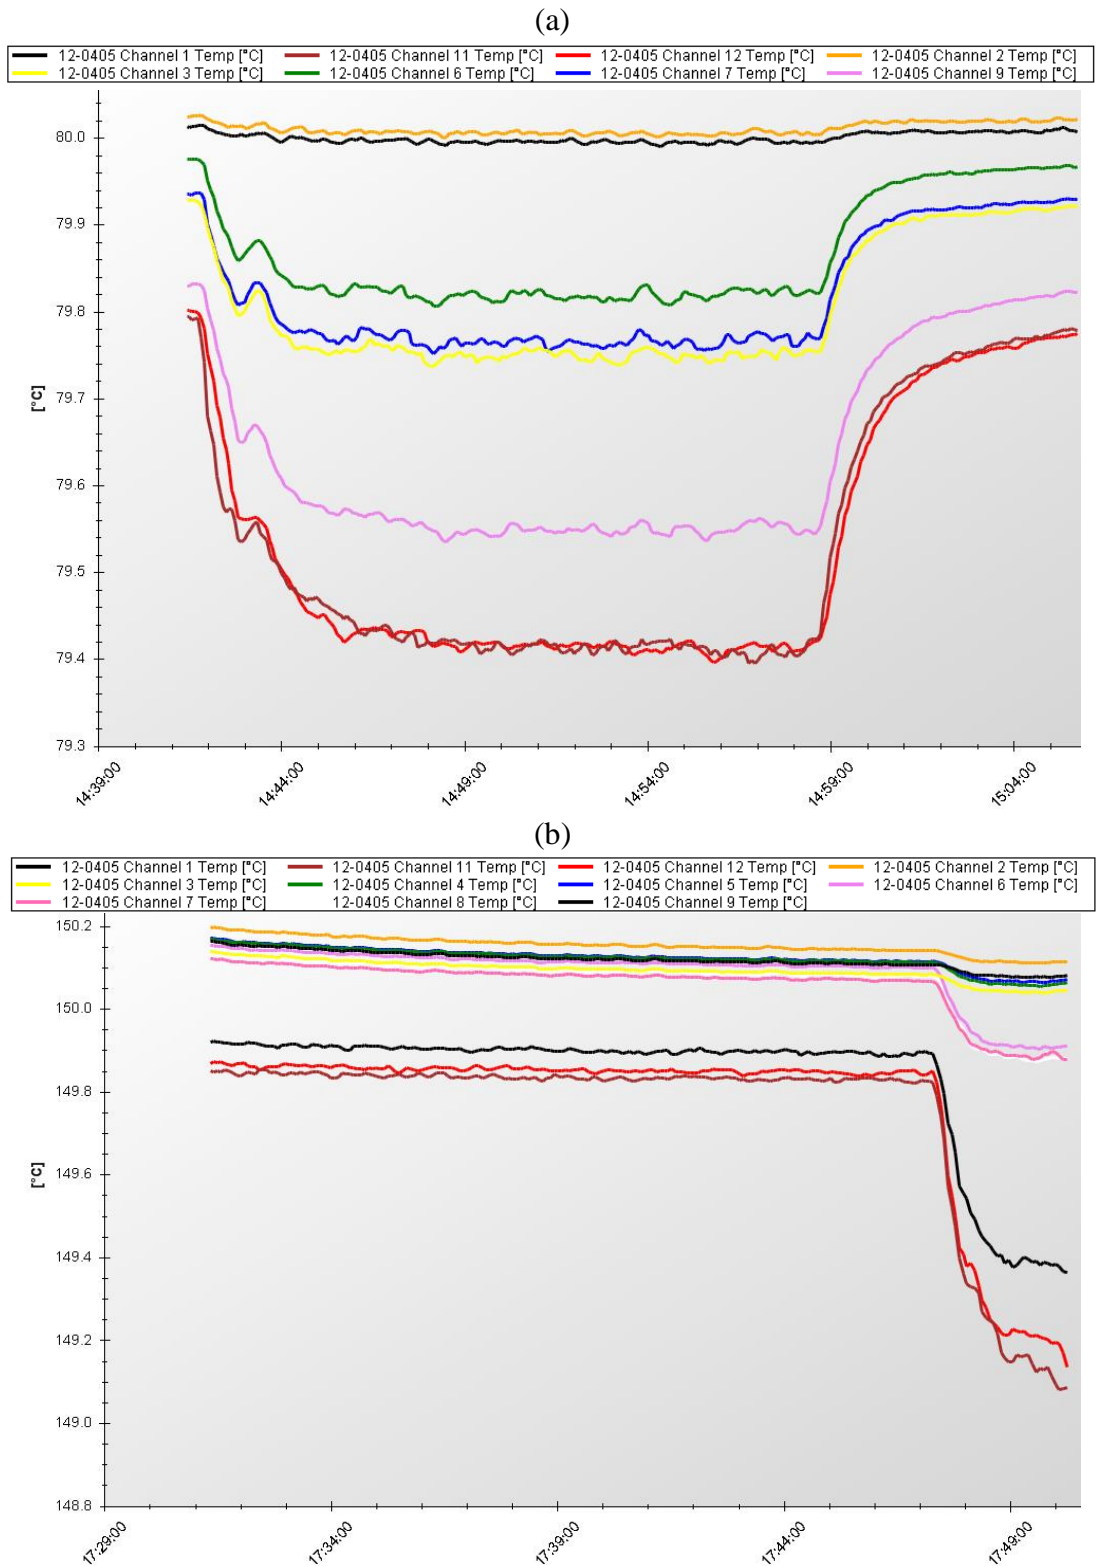 (a)
12-0405 Channel 1 Temp [°C] 12-0405 Channel 11 Temp [°C] 12-0405 Channel 12 Temp [°C] 12-0405 Channel 2 Temp [°C]
12-0405 Channel 3 Temp [°C] 12-0405 Channel 6 Temp [°C] 12-0405 Channel 7 Temp [°C] 12-0405 Channel 9 Temp [°C]
80.0
79.9
79.8
79.7
79.6
79.5
79.4
79.3
[°C]
14:39:00 14:44:00 14:49:00 14:54:00 14:59:00 15:04:00
(b)
12-0405 Channel 1 Temp [°C] 12-0405 Channel 11 Temp [°C] 12-0405 Channel 12 Temp [°C] 12-0405 Channel 2 Temp [°C]
12-0405 Channel 3 Temp [°C] 12-0405 Channel 4 Temp [°C] 12-0405 Channel 5 Temp [°C] 12-0405 Channel 6 Temp [°C]
12-0405 Channel 7 Temp [°C] 12-0405 Channel 8 Temp [°C] 12-0405 Channel 9 Temp [°C]
150.2
150.0
149.8
149.6
149.4
149.2
149.0
148.8
[°C]
17:29:00 17:34:00 17:39:00 17:44:00 17:49:00